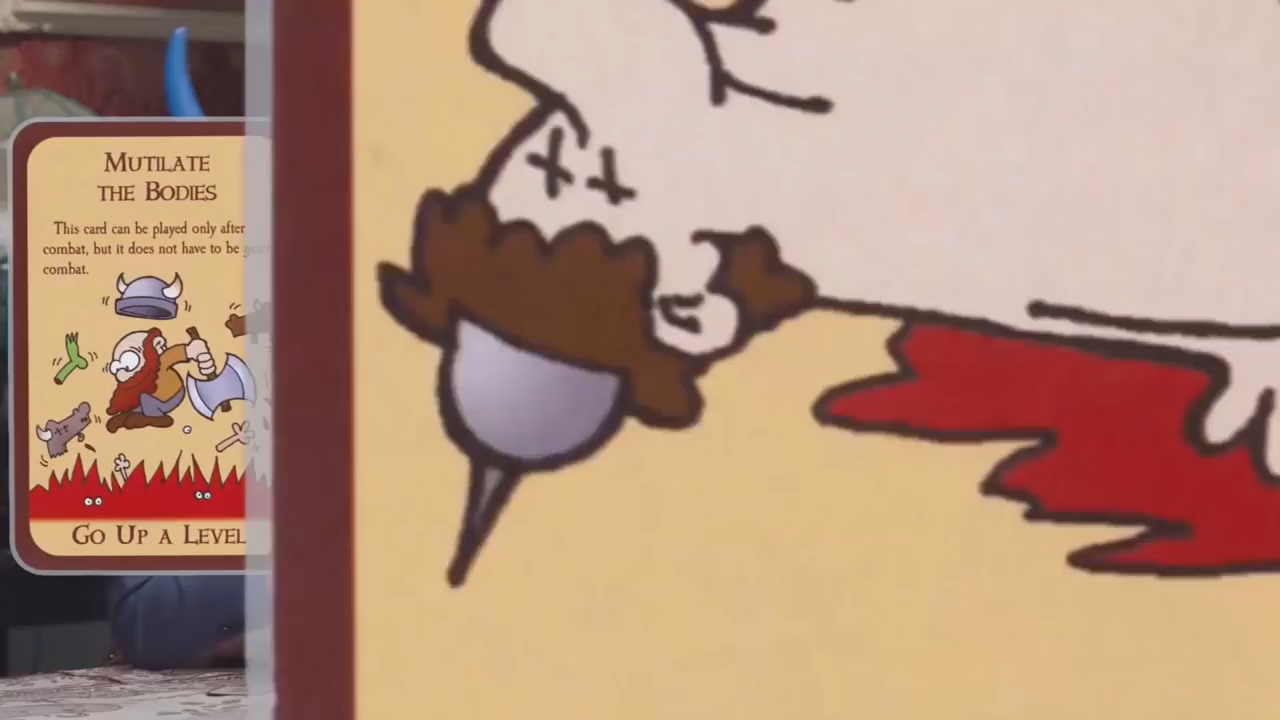 MUTILATE
THE BODIES
This card can be played only after
combat, but it does not have to be your
combat.
GO UP A LEVEL